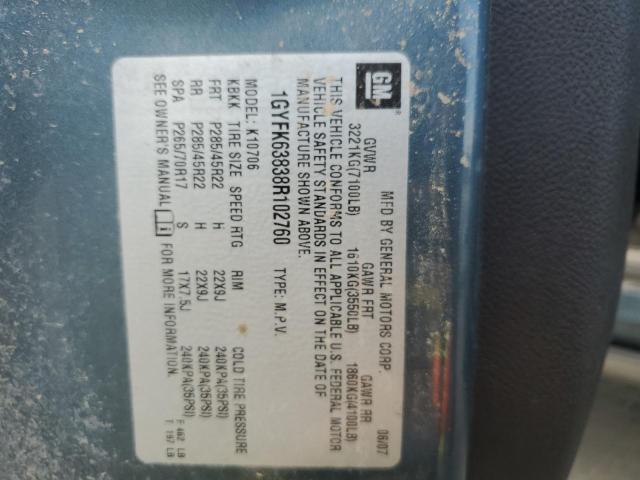 GM
MFD BY GENERAL MOTORS CORP. 06/07
GVWR GAWR FRT GAWR RR
3221KG(7100LB) 1610KG(3550LB) 1860KG(4100LB)
THIS VEHICLE CONFORMS TO ALL APPLICABLE U.S. FEDERAL MOTOR
VEHICLE SAFETY STANDARDS IN EFFECT ON THE DATE OF
MANUFACTURE SHOWN ABOVE.
1GYFK63838R102760 TYPE: M.P.V.
MODEL: K10706
KBKK TIRE SIZE SPEED RTG RIM COLD TIRE PRESSURE
FRT P285/45R22 H 22X9J 240KPA(35PSI)
RR P285/45R22 H 22X9J 240KPA(35PSI)
SPA P265/70R17 S 17X7.5J 240KPA(35PSI)
SEE OWNER'S MANUAL i FOR MORE INFORMATION.
F 462 LB
T 197 LB